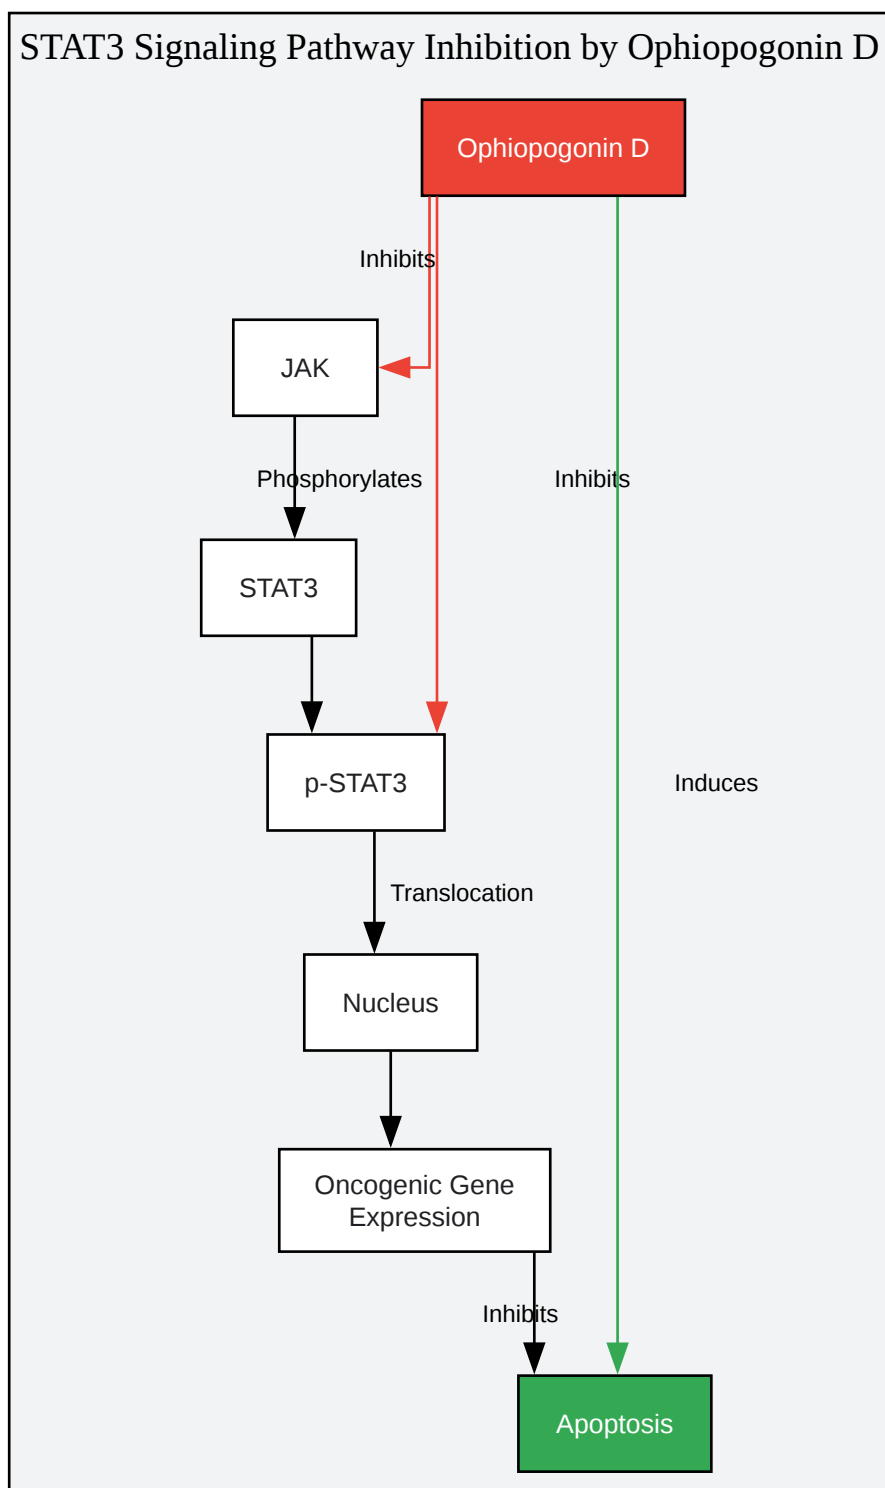 STAT3 Signaling Pathway Inhibition by Ophiopogonin D
Ophiopogonin D
Inhibits
JAK
Phosphorylates
Inhibits
STAT3
p-STAT3
Induces
Translocation
Nucleus
Oncogenic Gene
Expression
Inhibits
Apoptosis